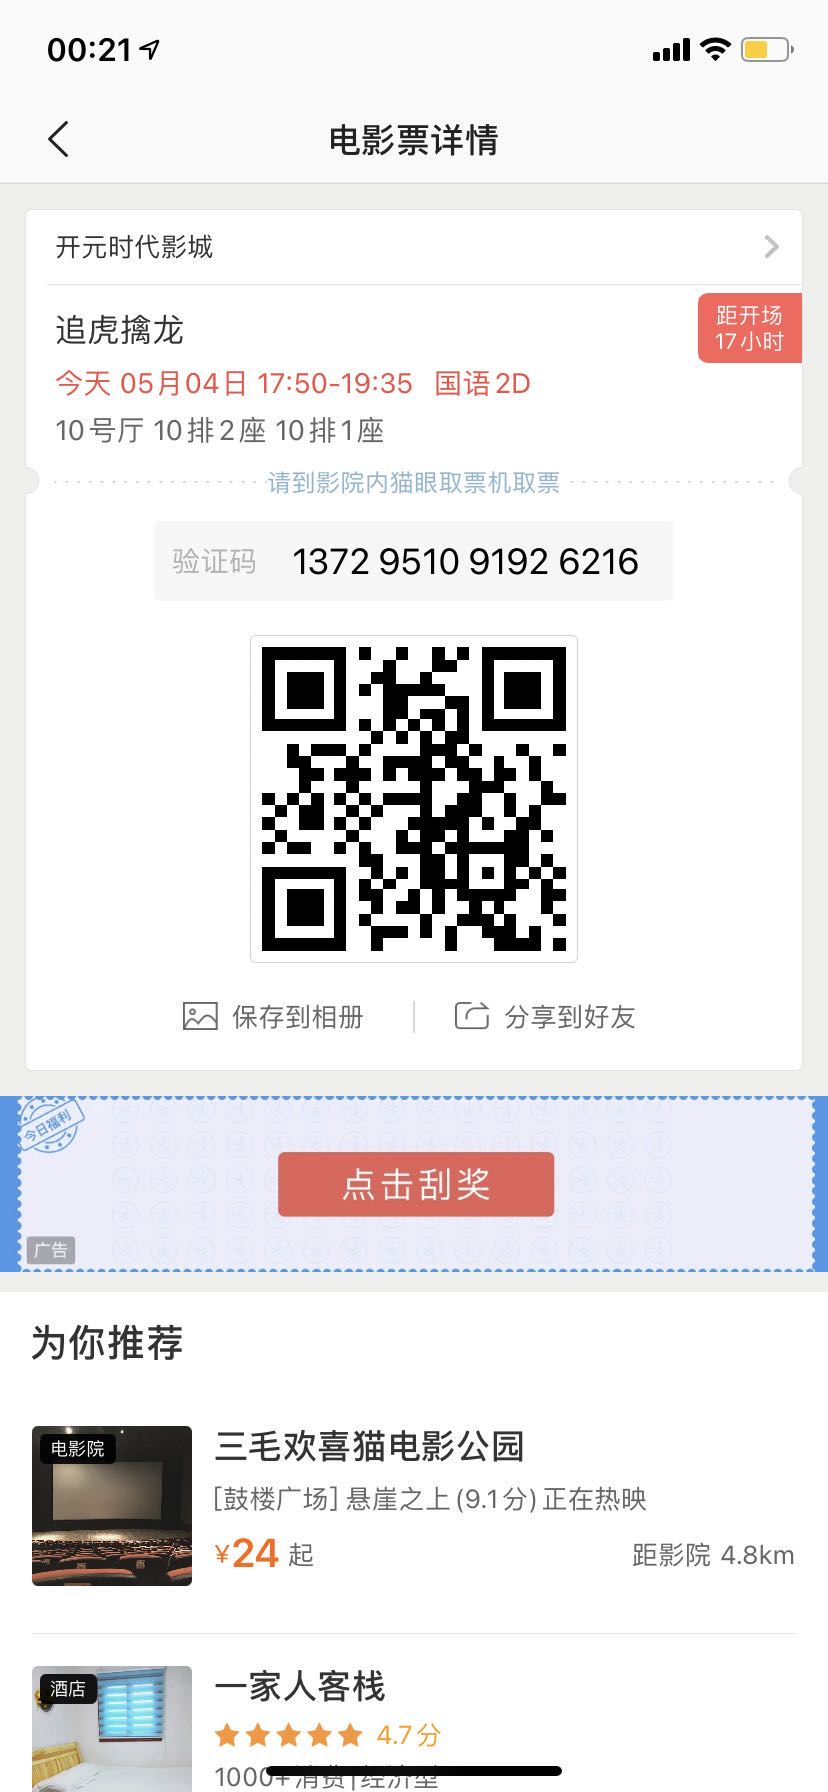 00:21
电影票详情
开元时代影城
追虎擒龙
距开场
17小时
今天 05月04日 17:50-19:35 国语2D
10号厅 10排2座 10排1座
请到影院内猫眼取票机取票
验证码 1372 9510 9192 6216
保存到相册
分享到好友
今日福利
点击刮奖
广告
为你推荐
电影院
三毛欢喜猫电影公园
[鼓楼广场] 悬崖之上(9.1分) 正在热映
¥24 起
距影院 4.8km
酒店
一家人客栈
4.7分
1000+消费|经济型